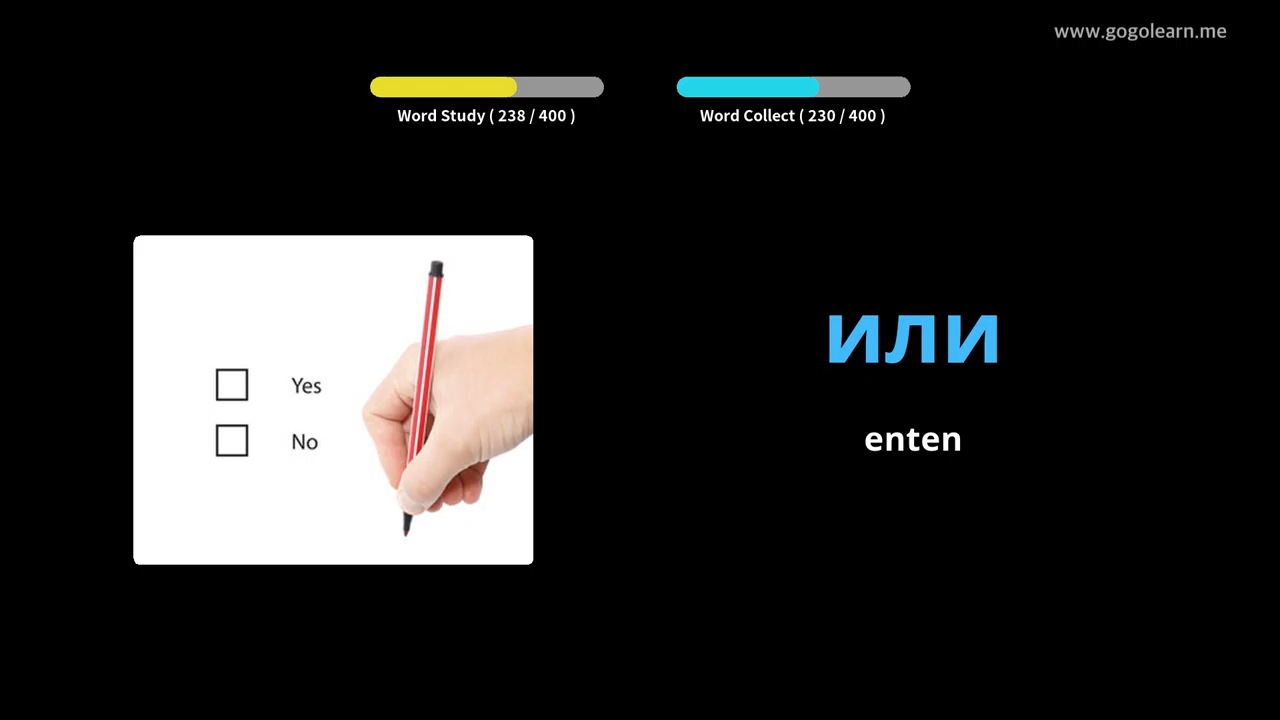 www.gogolearn.me
Word Study ( 238 / 400 )
Word Collect ( 230 / 400 )
Yes
No
или
enten